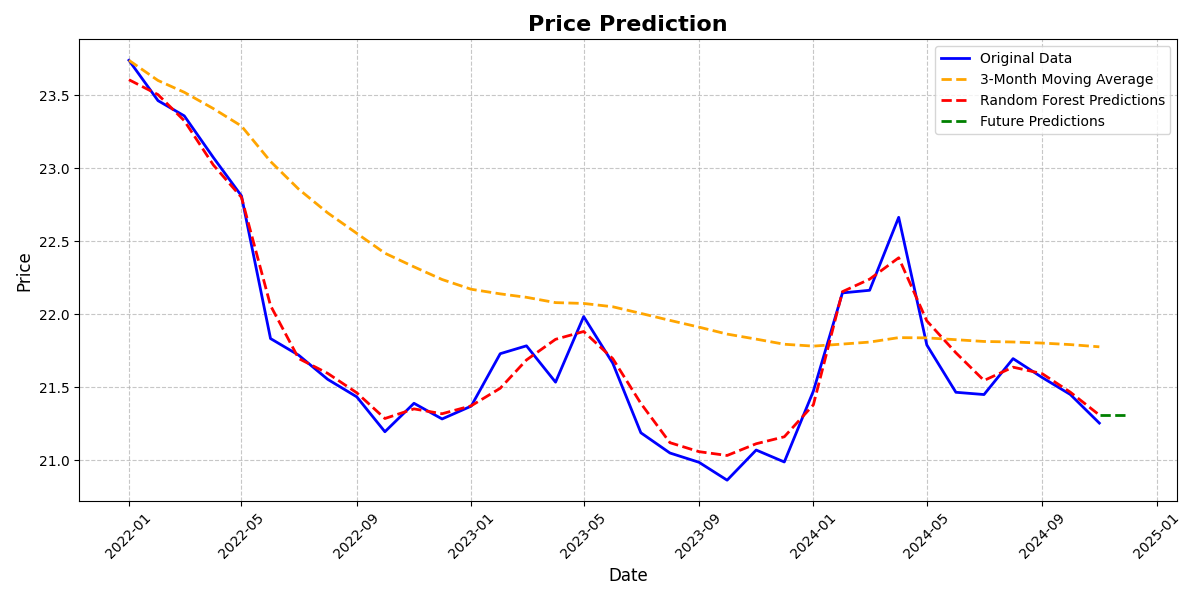 Price Prediction
Original Data
3-Month Moving Average
Random Forest Predictions
Future Predictions
Price
23.5
23.0
22.5
22.0
21.5
21.0
2022-01
2022-05
2022-09
2023-01
2023-05
2023-09
2024-01
2024-05
2024-09
2025-01
Date